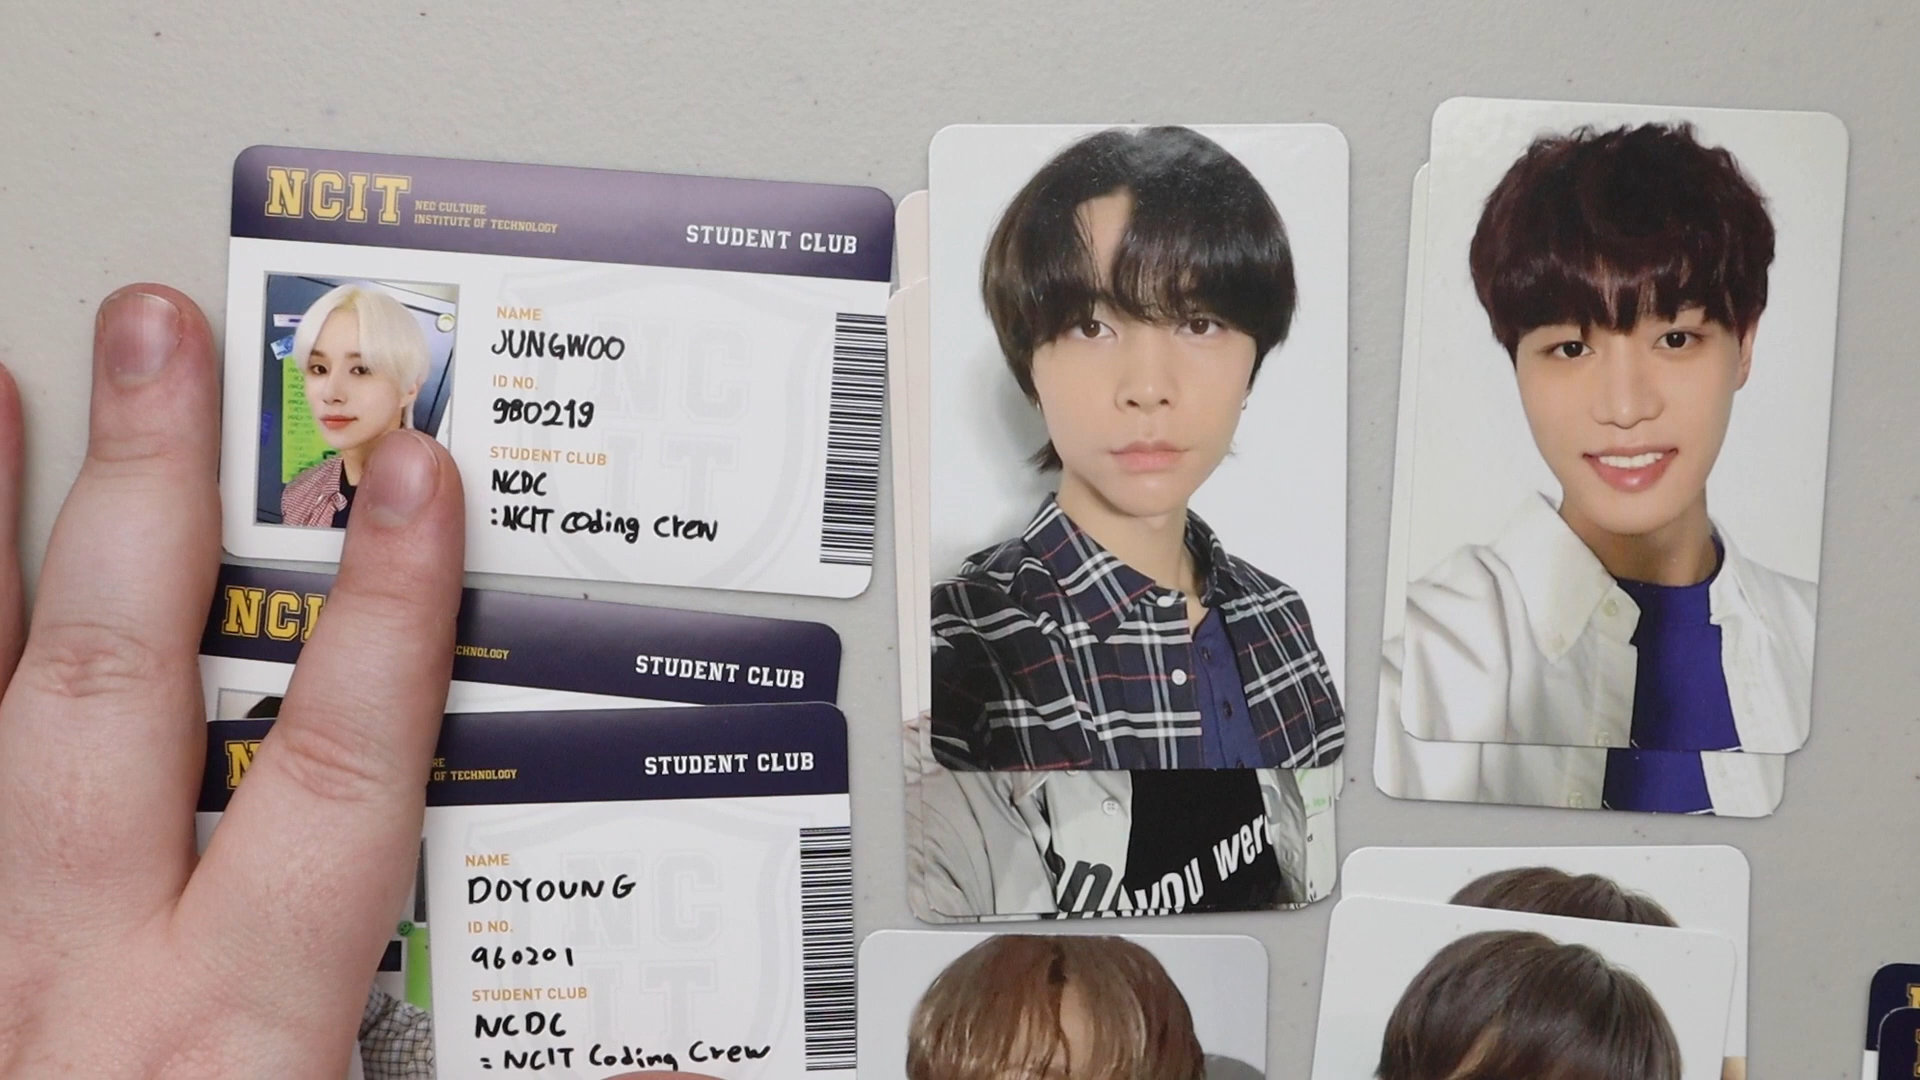 NCIT
NEO CULTURE
INSTITUTE OF TECHNOLOGY
STUDENT CLUB
NAME
JUNGWOO
ID NO.
980219
STUDENT CLUB
NCDC
:NCIT Coding Crew
STUDENT CLUB
STUDENT CLUB
OF TECHNOLOGY
NAME
DOYOUNG
ID NO.
960201
STUDENT CLUB
NCDC
: NCIT Coding Crew
you were